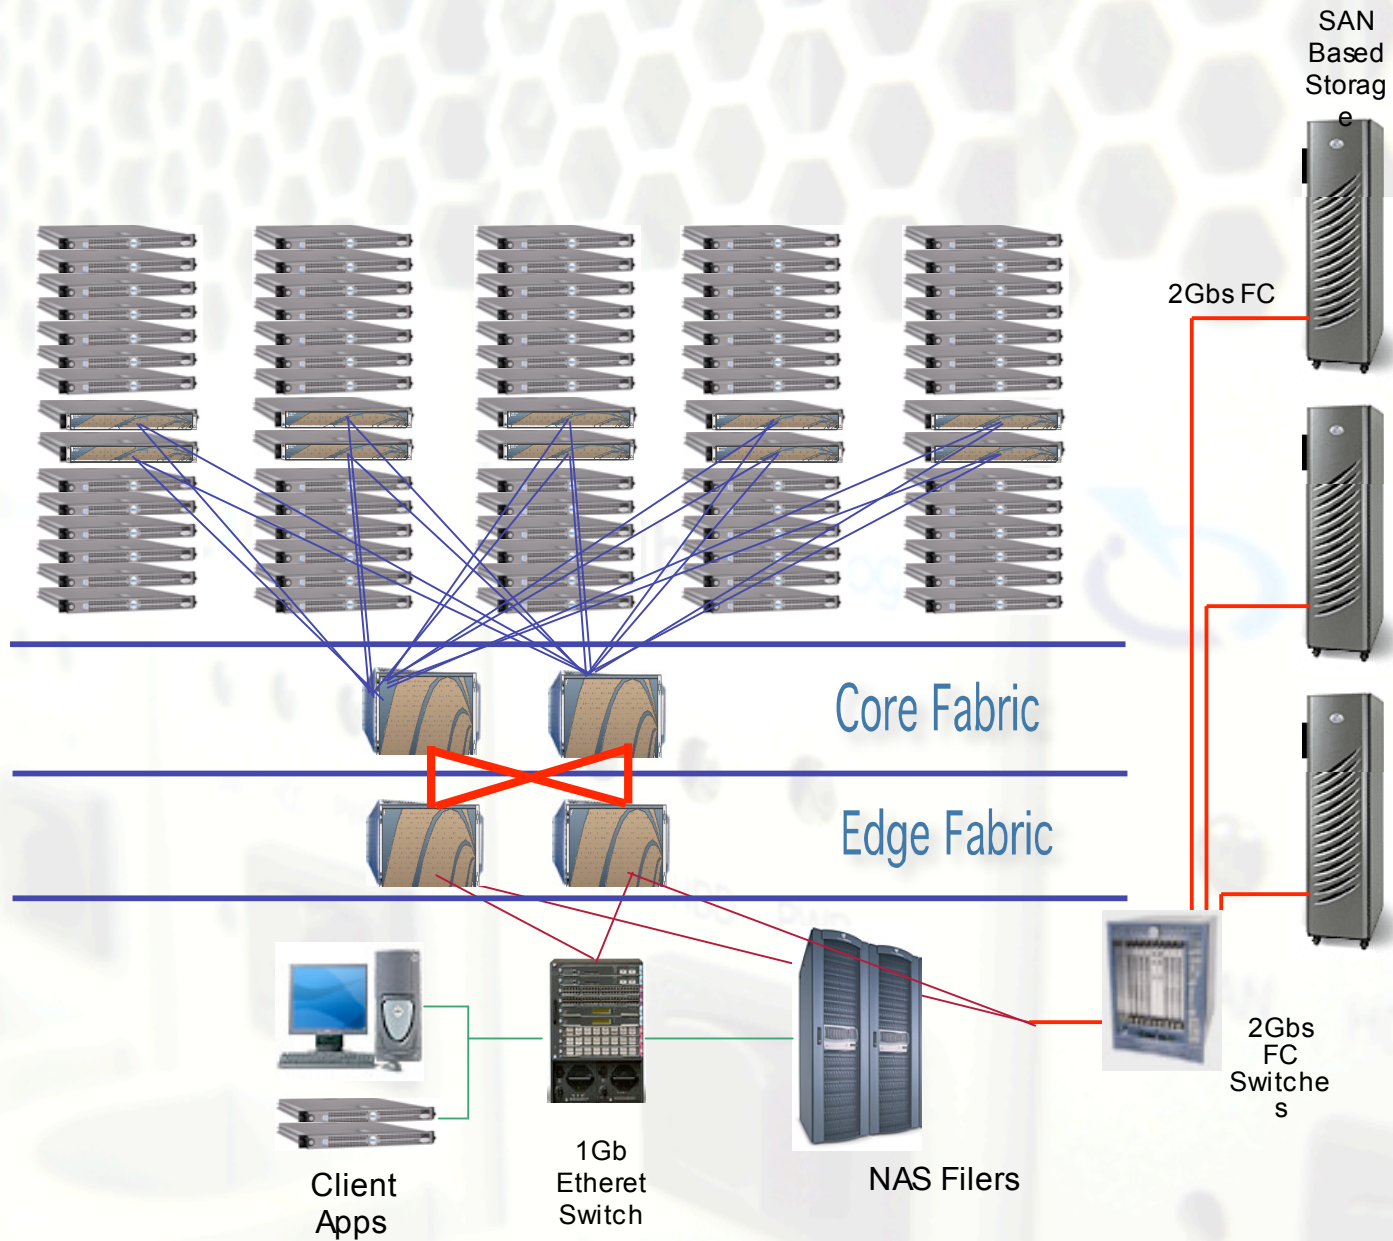 SAN
Based
Storag
e
2Gbs FC
Core Fabric
Edge Fabric
2Gbs
FC
Switche
s
1Gb
Etheret
Switch
NAS Filers
Client
Apps